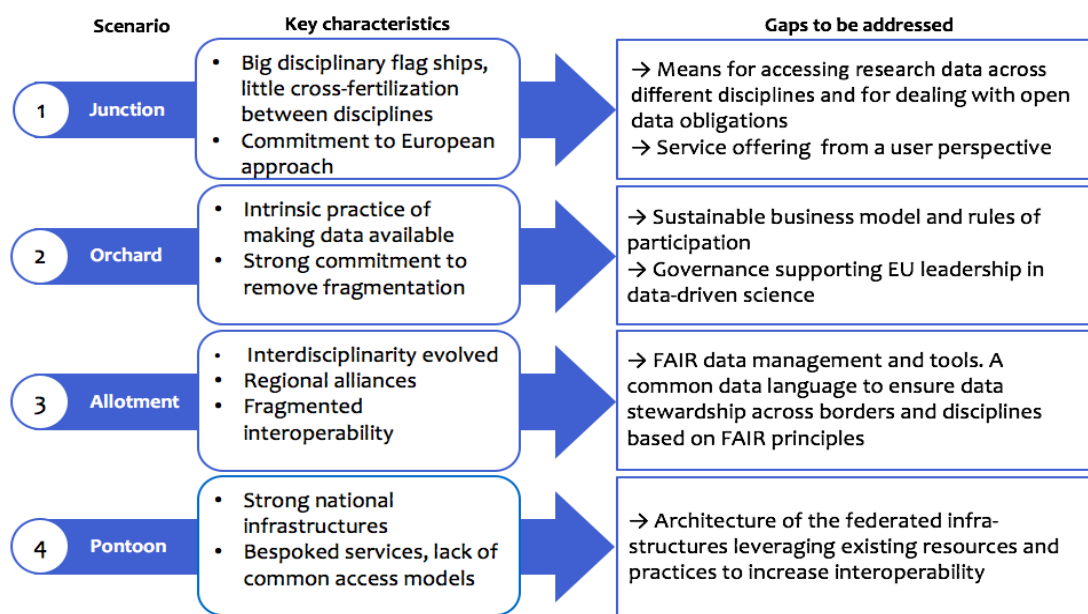 Scenario
Key characteristics
Gaps to be addressed
1
Junction
• Big disciplinary flag ships,
little cross-fertilization
between disciplines
• Commitment to European
approach
→ Means for accessing research data across
different disciplines and for dealing with open
data obligations
→ Service offering from a user perspective
2
Orchard
• Intrinsic practice of
making data available
• Strong commitment to
remove fragmentation
→ Sustainable business model and rules of
participation
→ Governance supporting EU leadership in
data-driven science
3
Allotment
• Interdisciplinarity evolved
• Regional alliances
• Fragmented
interoperability
→ FAIR data management and tools. A
common data language to ensure data
stewardship across borders and disciplines
based on FAIR principles
4
Pontoon
• Strong national
infrastructures
• Bespoked services, lack of
common access models
→ Architecture of the federated infra-
structures leveraging existing resources and
practices to increase interoperability